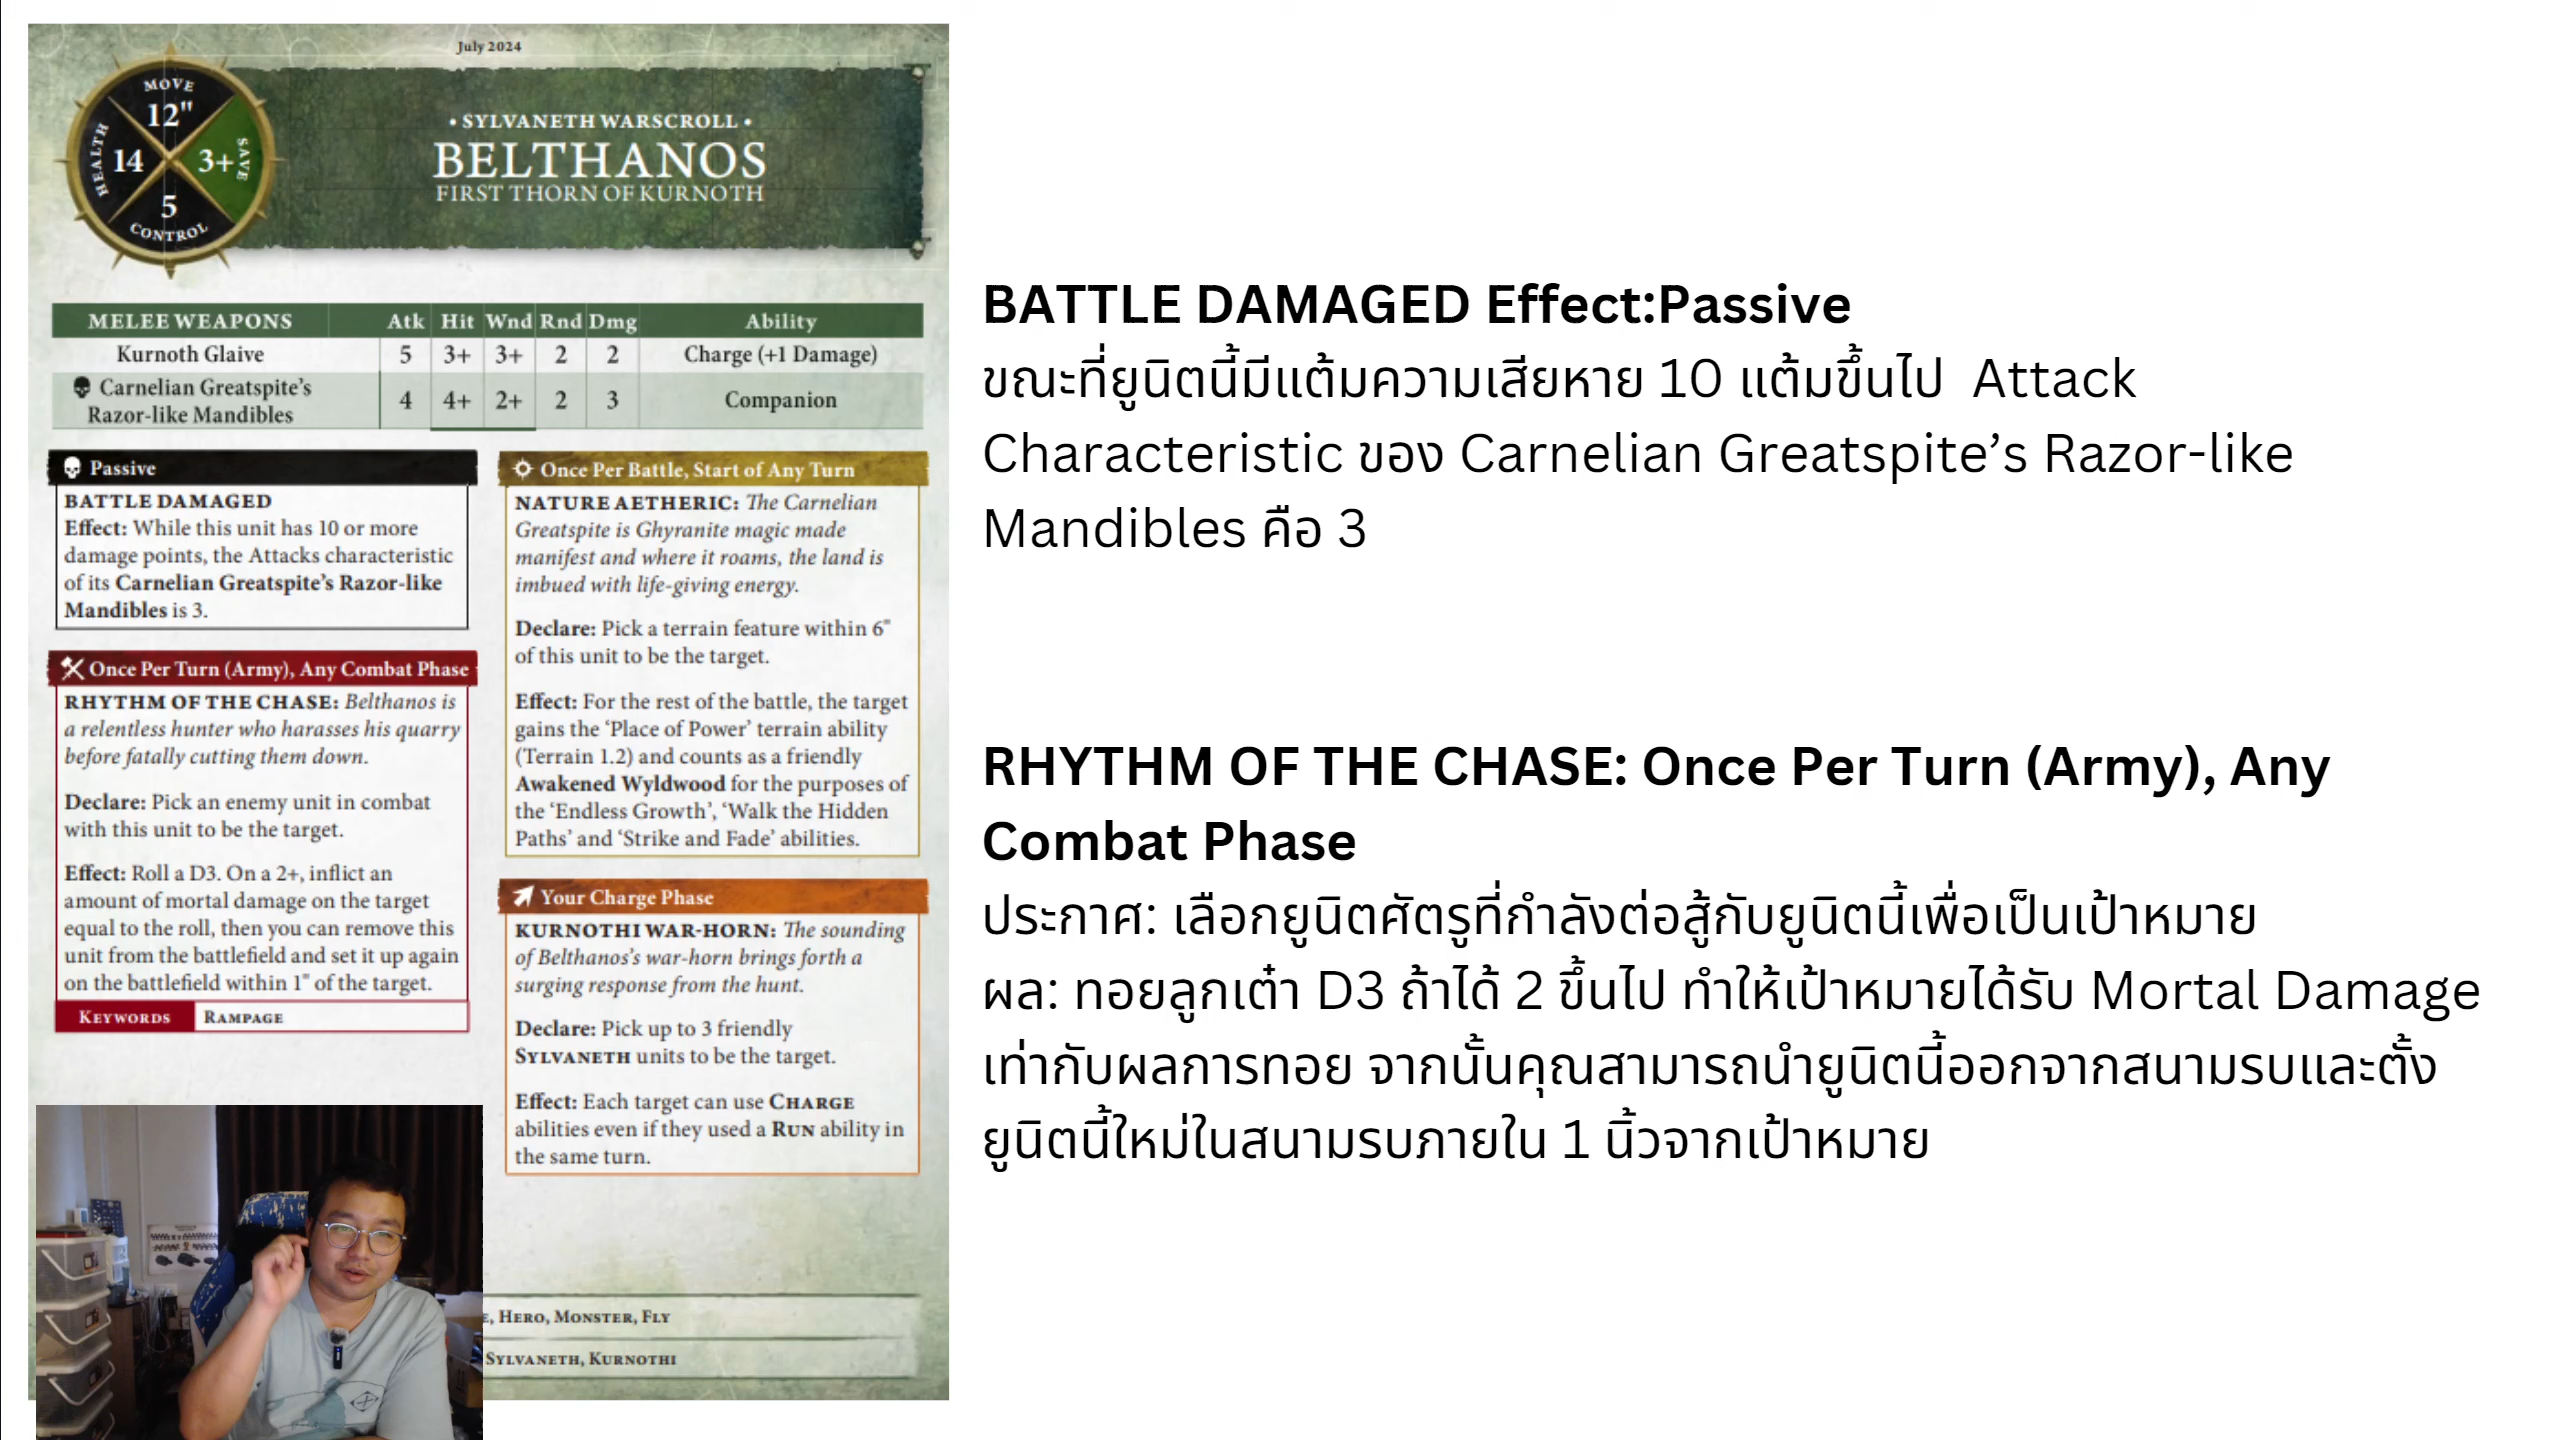 July 2024
MOVE
12"
HEALTH
14
3+
SAVE
5
CONTROL
• SYLVANETH WARSCROLL •
BELTHANOS
FIRST THORN OF KURNOTH
MELEE WEAPONS Atk Hit Wnd Rnd Dmg Ability
Kurnoth Glaive 5 3+ 3+ 2 2 Charge (+1 Damage)
Carnelian Greatspite’s
Razor-like Mandibles 4 4+ 2+ 2 3 Companion
Passive
BATTLE DAMAGED
Effect: While this unit has 10 or more
damage points, the Attacks characteristic
of its Carnelian Greatspite’s Razor-like
Mandibles is 3.
Once Per Turn (Army), Any Combat Phase
RHYTHM OF THE CHASE: Belthanos is
a relentless hunter who harasses his quarry
before fatally cutting them down.
Declare: Pick an enemy unit in combat
with this unit to be the target.
Effect: Roll a D3. On a 2+, inflict an
amount of mortal damage on the target
equal to the roll, then you can remove this
unit from the battlefield and set it up again
on the battlefield within 1" of the target.
KEYWORDS RAMPAGE
Once Per Battle, Start of Any Turn
NATURE AETHERIC: The Carnelian
Greatspite is Ghyranite magic made
manifest and where it roams, the land is
imbued with life-giving energy.
Declare: Pick a terrain feature within 6"
of this unit to be the target.
Effect: For the rest of the battle, the target
gains the ‘Place of Power’ terrain ability
(Terrain 1.2) and counts as a friendly
Awakened Wyldwood for the purposes of
the ‘Endless Growth’, ‘Walk the Hidden
Paths’ and ‘Strike and Fade’ abilities.
Your Charge Phase
KURNOTHI WAR-HORN: The sounding
of Belthanos’s war-horn brings forth a
surging response from the hunt.
Declare: Pick up to 3 friendly
SYLVANETH units to be the target.
Effect: Each target can use CHARGE
abilities even if they used a RUN ability in
the same turn.
, HERO, MONSTER, FLY
SYLVANETH, KURNOTHI
BATTLE DAMAGED Effect:Passive
ขณะที่ยูนิตนี้มีแต้มความเสียหาย 10 แต้มขึ้นไป Attack
Characteristic ของ Carnelian Greatspite’s Razor-like
Mandibles คือ 3
RHYTHM OF THE CHASE: Once Per Turn (Army), Any
Combat Phase
ประกาศ: เลือกยูนิตศัตรูที่กำลังต่อสู้กับยูนิตนี้เพื่อเป็นเป้าหมาย
ผล: ทอยลูกเต๋า D3 ถ้าได้ 2 ขึ้นไป ทำให้เป้าหมายได้รับ Mortal Damage
เท่ากับผลการทอย จากนั้นคุณสามารถนำยูนิตนี้ออกจากสนามรบและตั้ง
ยูนิตนี้ใหม่ในสนามรบภายใน 1 นิ้วจากเป้าหมาย